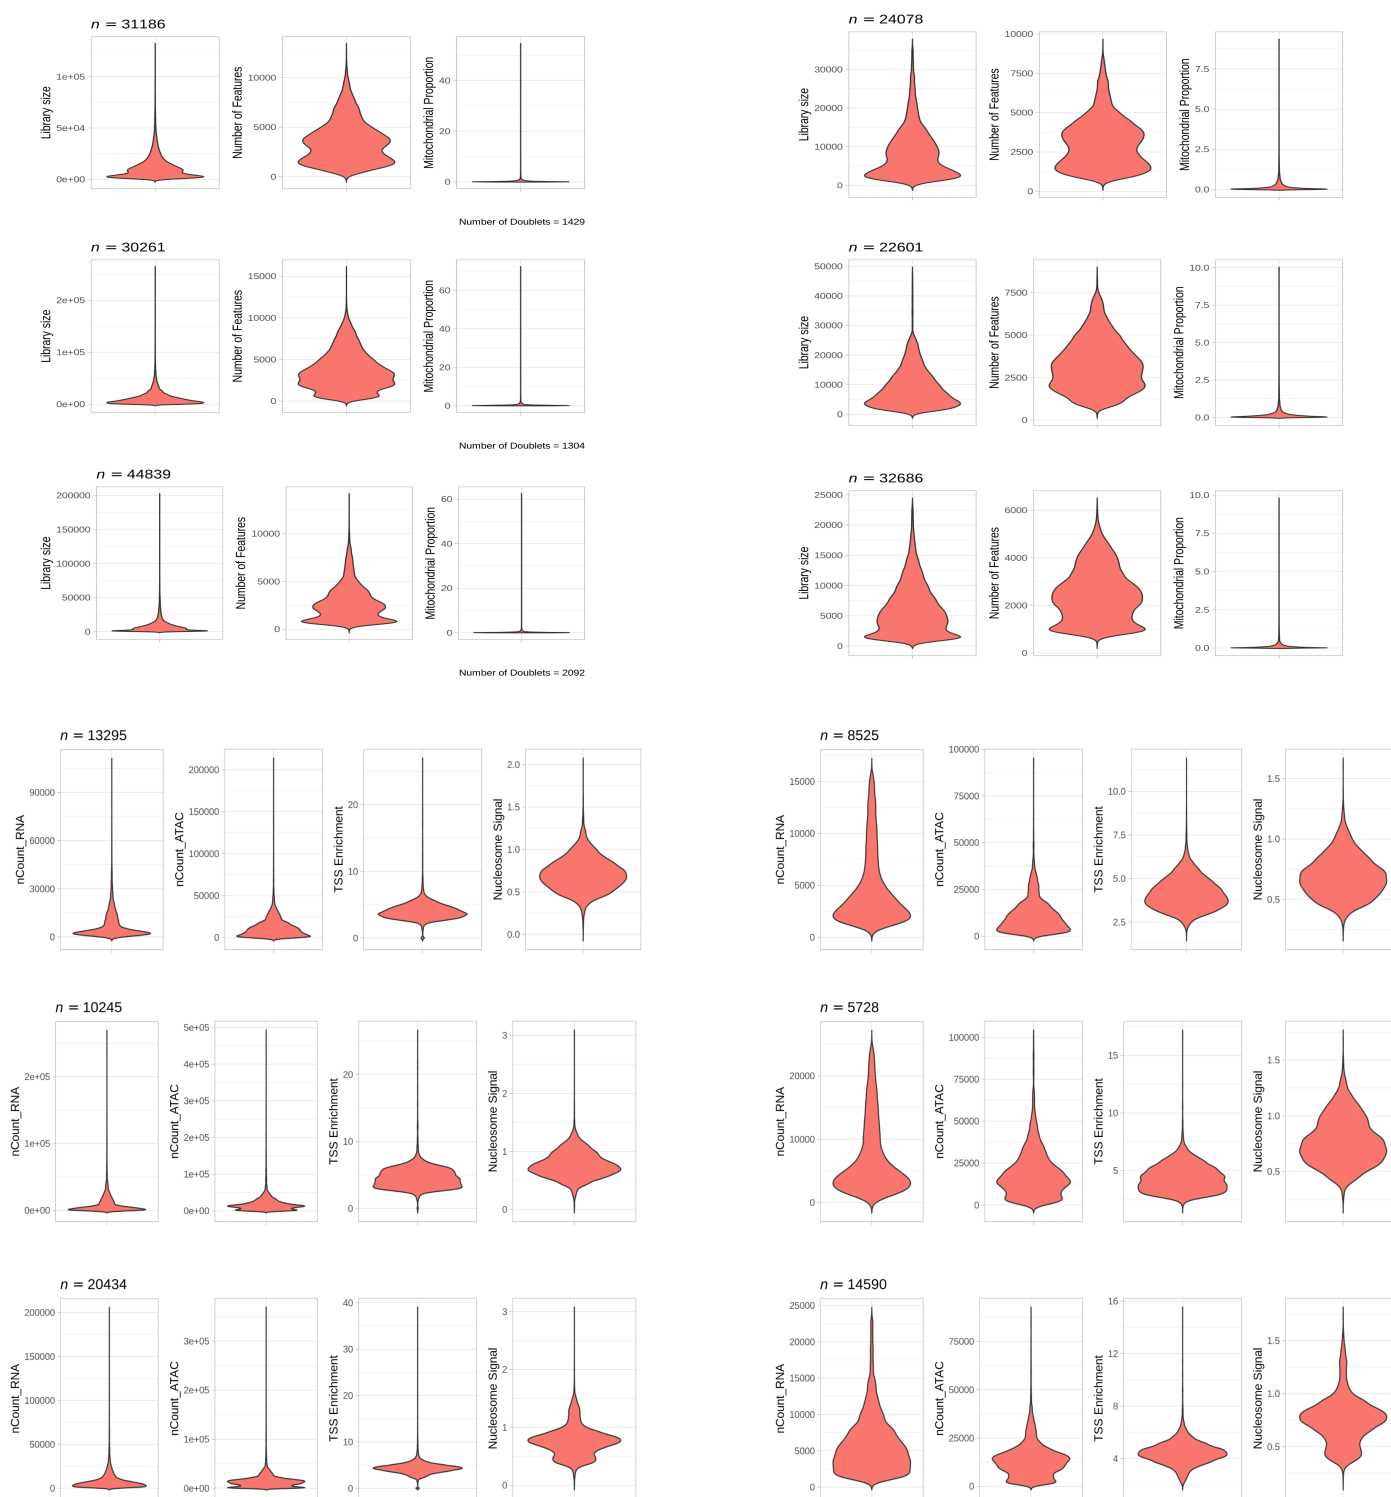 n = 31186
Library size
1e+05
5e+04
0e+00
Number of Features
10000
5000
0
Mitochondrial Proportion
40
20
0
Number of Doublets = 1429
n = 24078
Library size
30000
20000
10000
0
Number of Features
10000
7500
5000
2500
0
Mitochondrial Proportion
7.5
5.0
2.5
0.0
n = 30261
Library size
2e+05
1e+05
0e+00
Number of Features
15000
10000
5000
0
Mitochondrial Proportion
60
40
20
0
Number of Doublets = 1304
n = 22601
Library size
50000
40000
30000
20000
10000
0
Number of Features
7500
5000
2500
0
Mitochondrial Proportion
10.0
7.5
5.0
2.5
0.0
n = 44839
Library size
200000
150000
100000
50000
0
Number of Features
10000
5000
0
Mitochondrial Proportion
60
40
20
0
Number of Doublets = 2092
n = 32686
Library size
25000
20000
15000
10000
5000
0
Number of Features
6000
4000
2000
0
Mitochondrial Proportion
10.0
7.5
5.0
2.5
0.0
n = 13295
nCount_RNA
90000
60000
30000
0
nCount_ATAC
200000
150000
100000
50000
0
TSS Enrichment
20
10
0
Nucleosome Signal
2.0
1.5
1.0
0.5
0.0
n = 8525
nCount_RNA
15000
10000
5000
0
nCount_ATAC
100000
75000
50000
25000
0
TSS Enrichment
10.0
7.5
5.0
2.5
Nucleosome Signal
1.5
1.0
0.5
n = 10245
nCount_RNA
2e+05
1e+05
0e+00
nCount_ATAC
5e+05
4e+05
3e+05
2e+05
1e+05
0e+00
TSS Enrichment
20
10
0
Nucleosome Signal
3
2
1
0
n = 5728
nCount_RNA
20000
10000
0
nCount_ATAC
100000
75000
50000
25000
0
TSS Enrichment
15
10
5
Nucleosome Signal
1.5
1.0
0.5
n = 20434
nCount_RNA
200000
150000
100000
50000
0
nCount_ATAC
3e+05
2e+05
1e+05
0e+00
TSS Enrichment
40
30
20
10
0
Nucleosome Signal
3
2
1
0
n = 14590
nCount_RNA
25000
20000
15000
10000
5000
0
nCount_ATAC
75000
50000
25000
0
TSS Enrichment
16
12
8
4
Nucleosome Signal
1.5
1.0
0.5